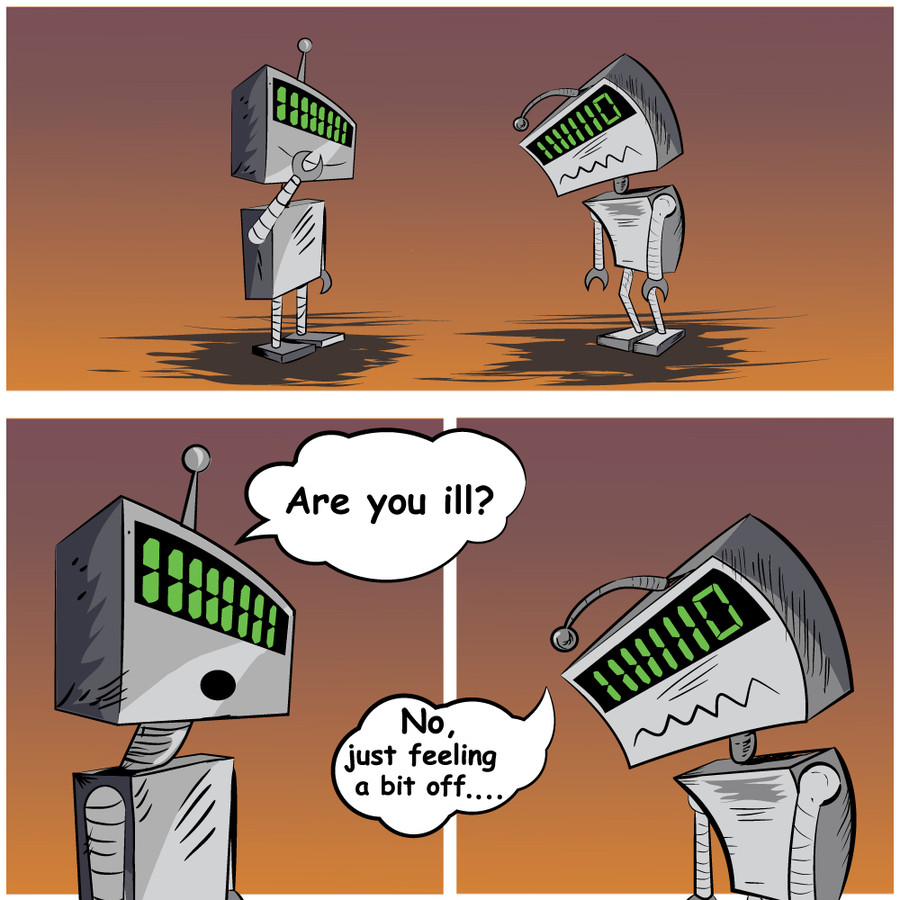 Are you ill?
No,
just feeling
a bit off....